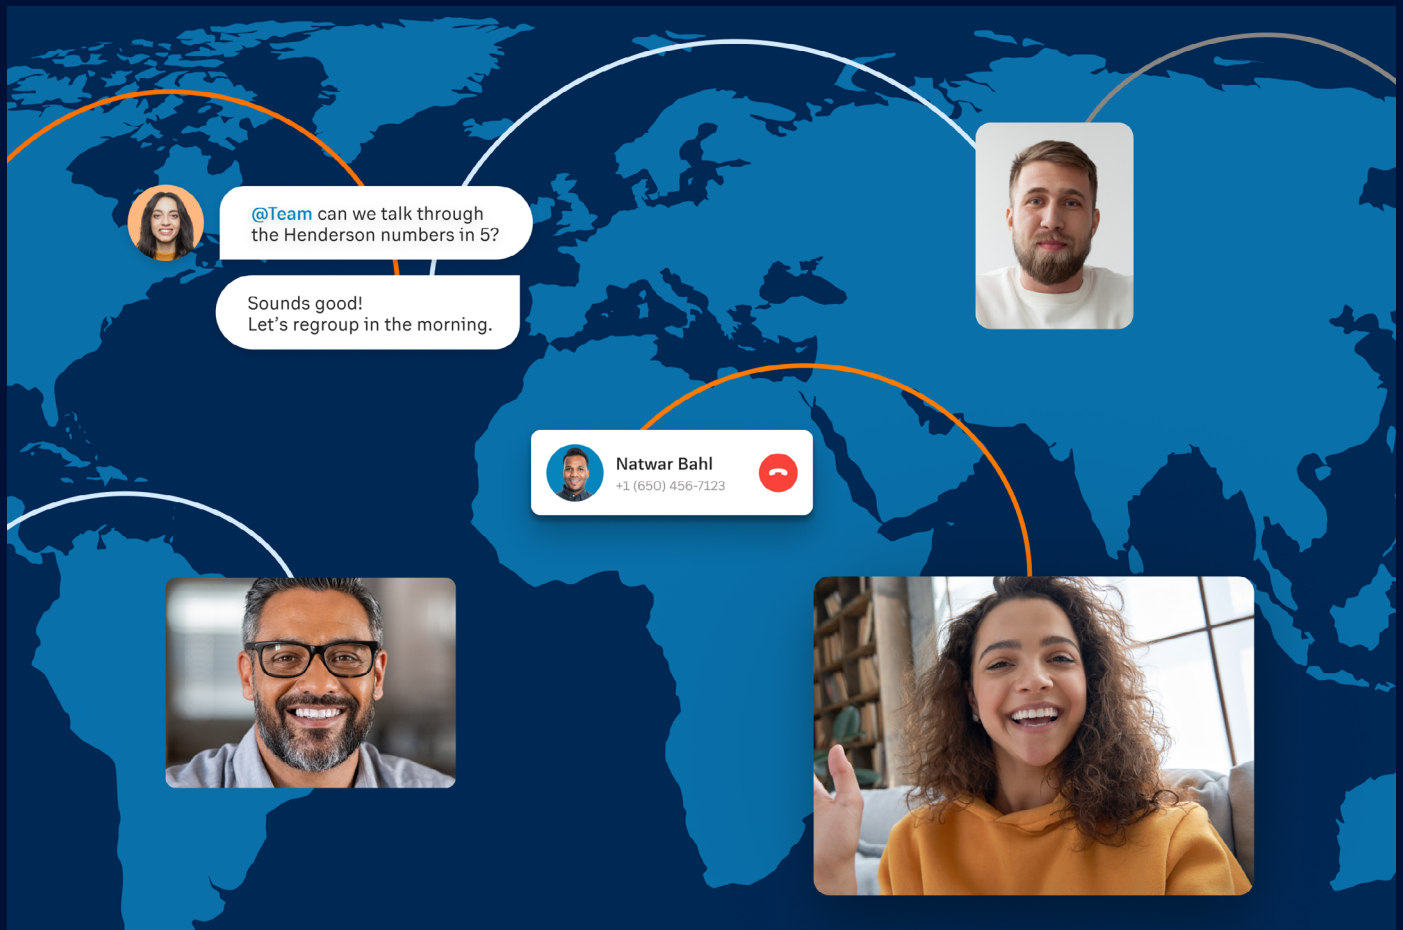 @Team can we talk through
the Henderson numbers in 5?
Sounds good!
Let’s regroup in the morning.
Natwar Bahl
+1 (650) 456-7123